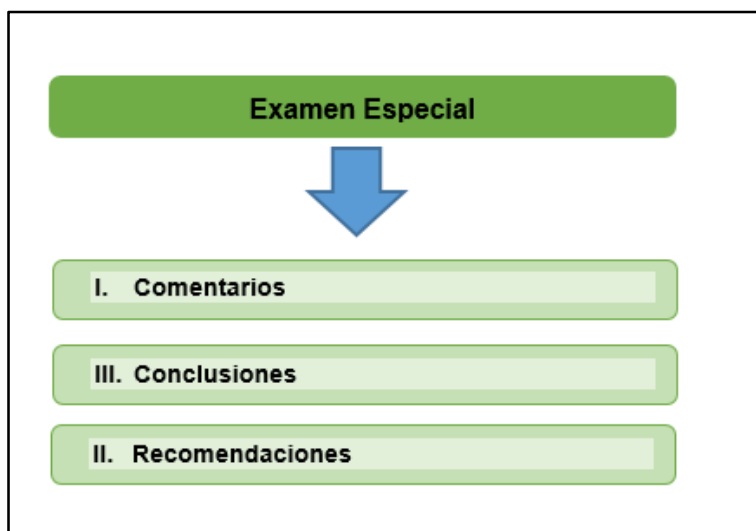 Examen Especial
I. Comentarios
III. Conclusiones
II. Recomendaciones